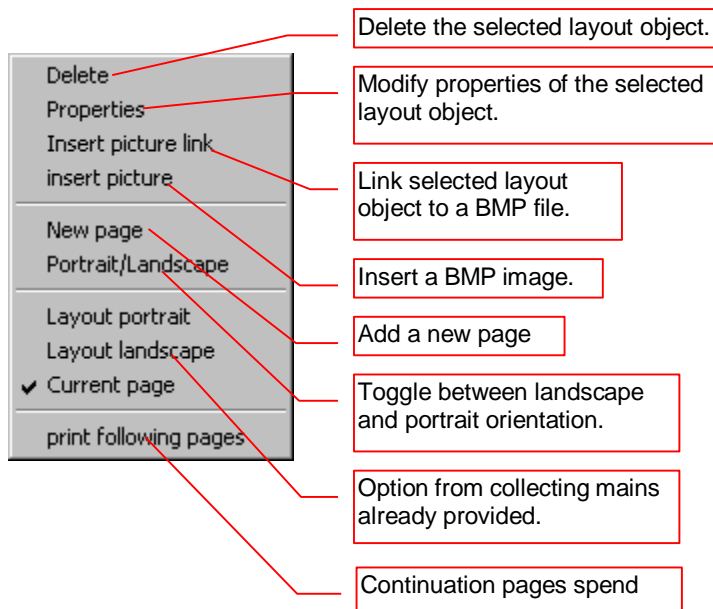 Delete
Properties
Insert picture link
insert picture
New page
Portrait/Landscape
Layout portrait
Layout landscape
Current page
print following pages
Delete the selected layout object.
Modify properties of the selected
layout object.
Link selected layout
object to a BMP file.
Insert a BMP image.
Add a new page
Toggle between landscape
and portrait orientation.
Option from collecting mains
already provided.
Continuation pages spend